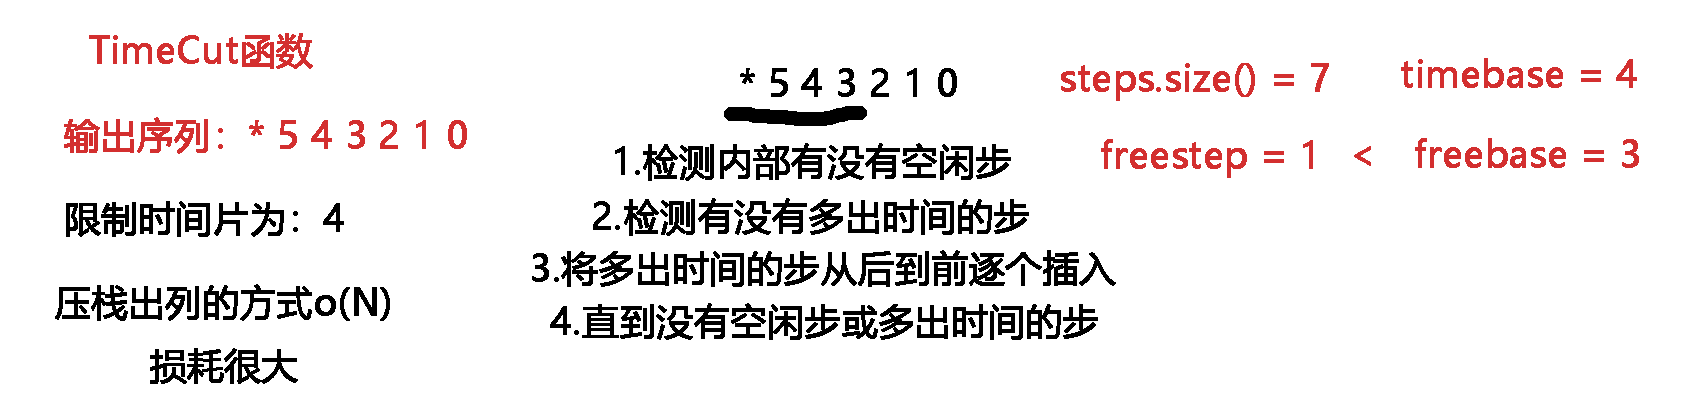 TimeCut函数
输出序列：* 5 4 3 2 1 0
限制时间片为：4
压栈出列的方式o(N)
损耗很大
* 5 4 3 2 1 0
1.检测内部有没有空闲步
2.检测有没有多出时间的步
3.将多出时间的步从后到前逐个插入
4.直到没有空闲步或多出时间的步
steps.size() = 7 timebase = 4
freestep = 1 < freebase = 3